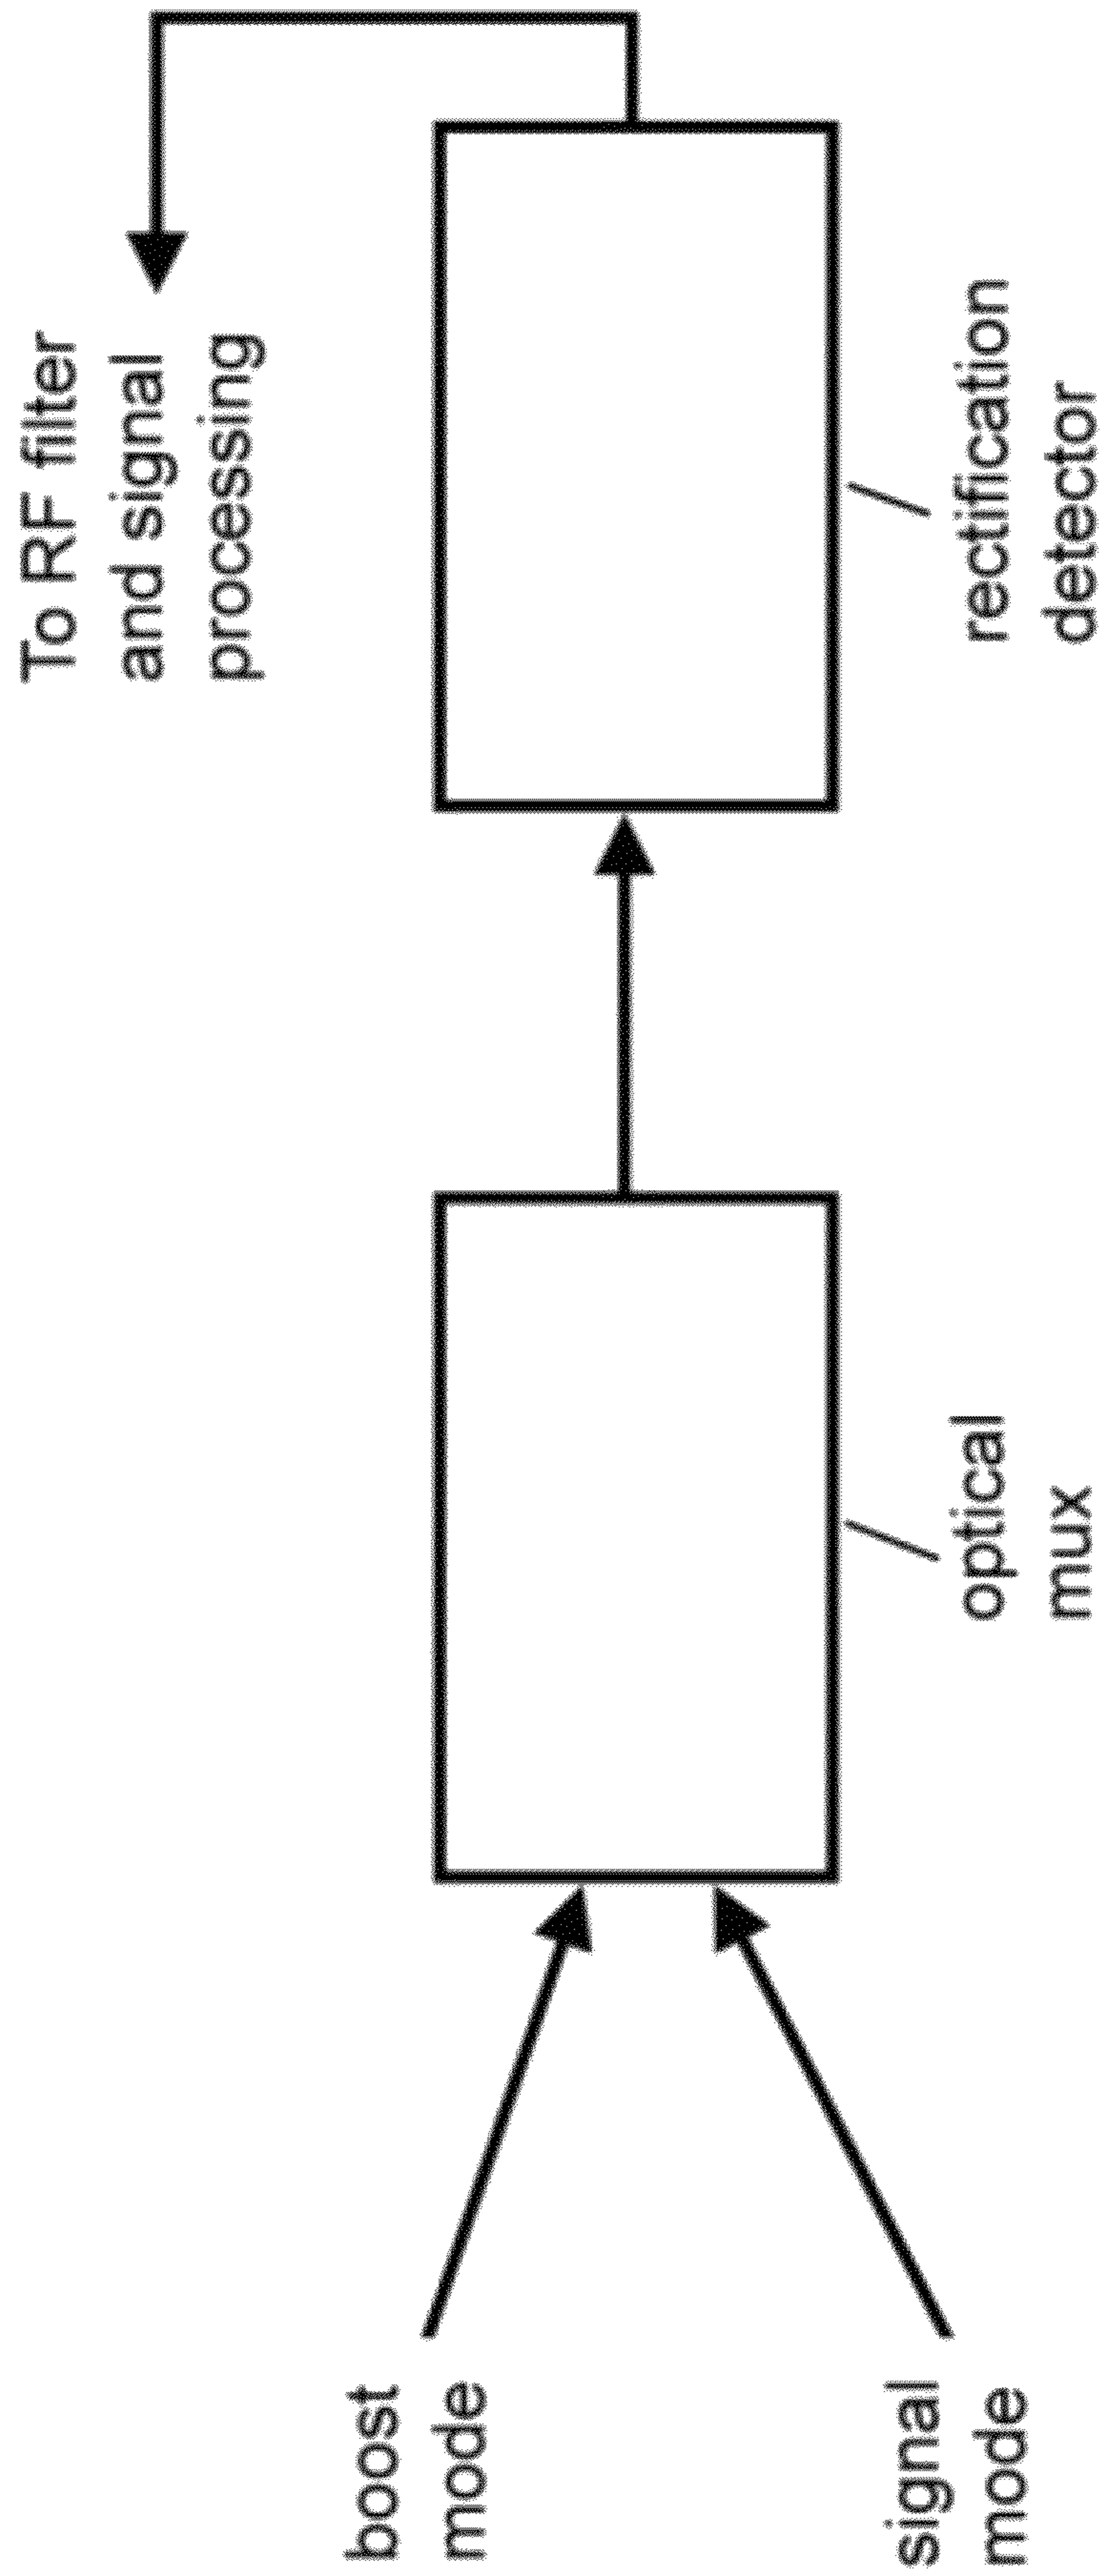 To RF filter
and signal
processing
boost
mode
signal
mode
optical
mux
rectification
detector